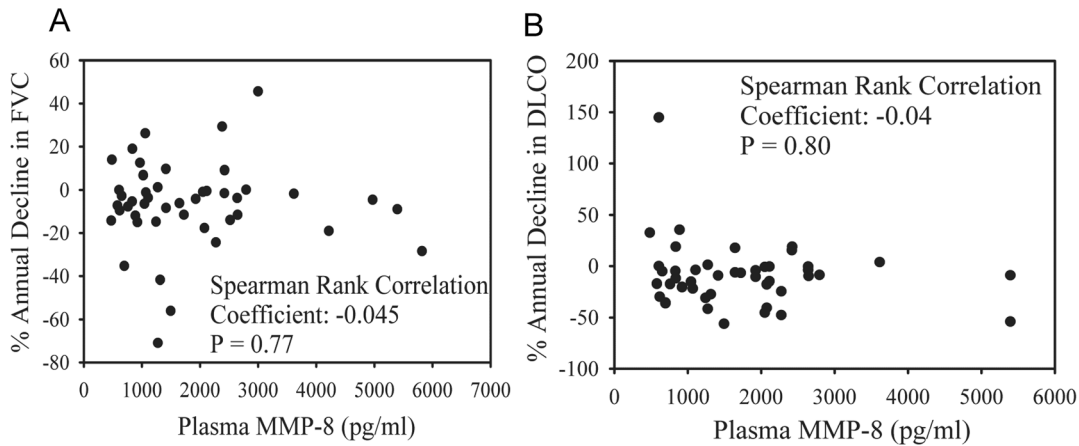 A
% Annual Decline in FVC
60
40
20
0
-20
-40
-60
-80
Spearman Rank Correlation
Coefficient: -0.045
P = 0.77
0 1000 2000 3000 4000 5000 6000 7000
Plasma MMP-8 (pg/ml)
B
% Annual Decline in DLCO
200
150
100
50
0
-50
-100
Spearman Rank Correlation
Coefficient: -0.04
P = 0.80
0 1000 2000 3000 4000 5000 6000
Plasma MMP-8 (pg/ml)